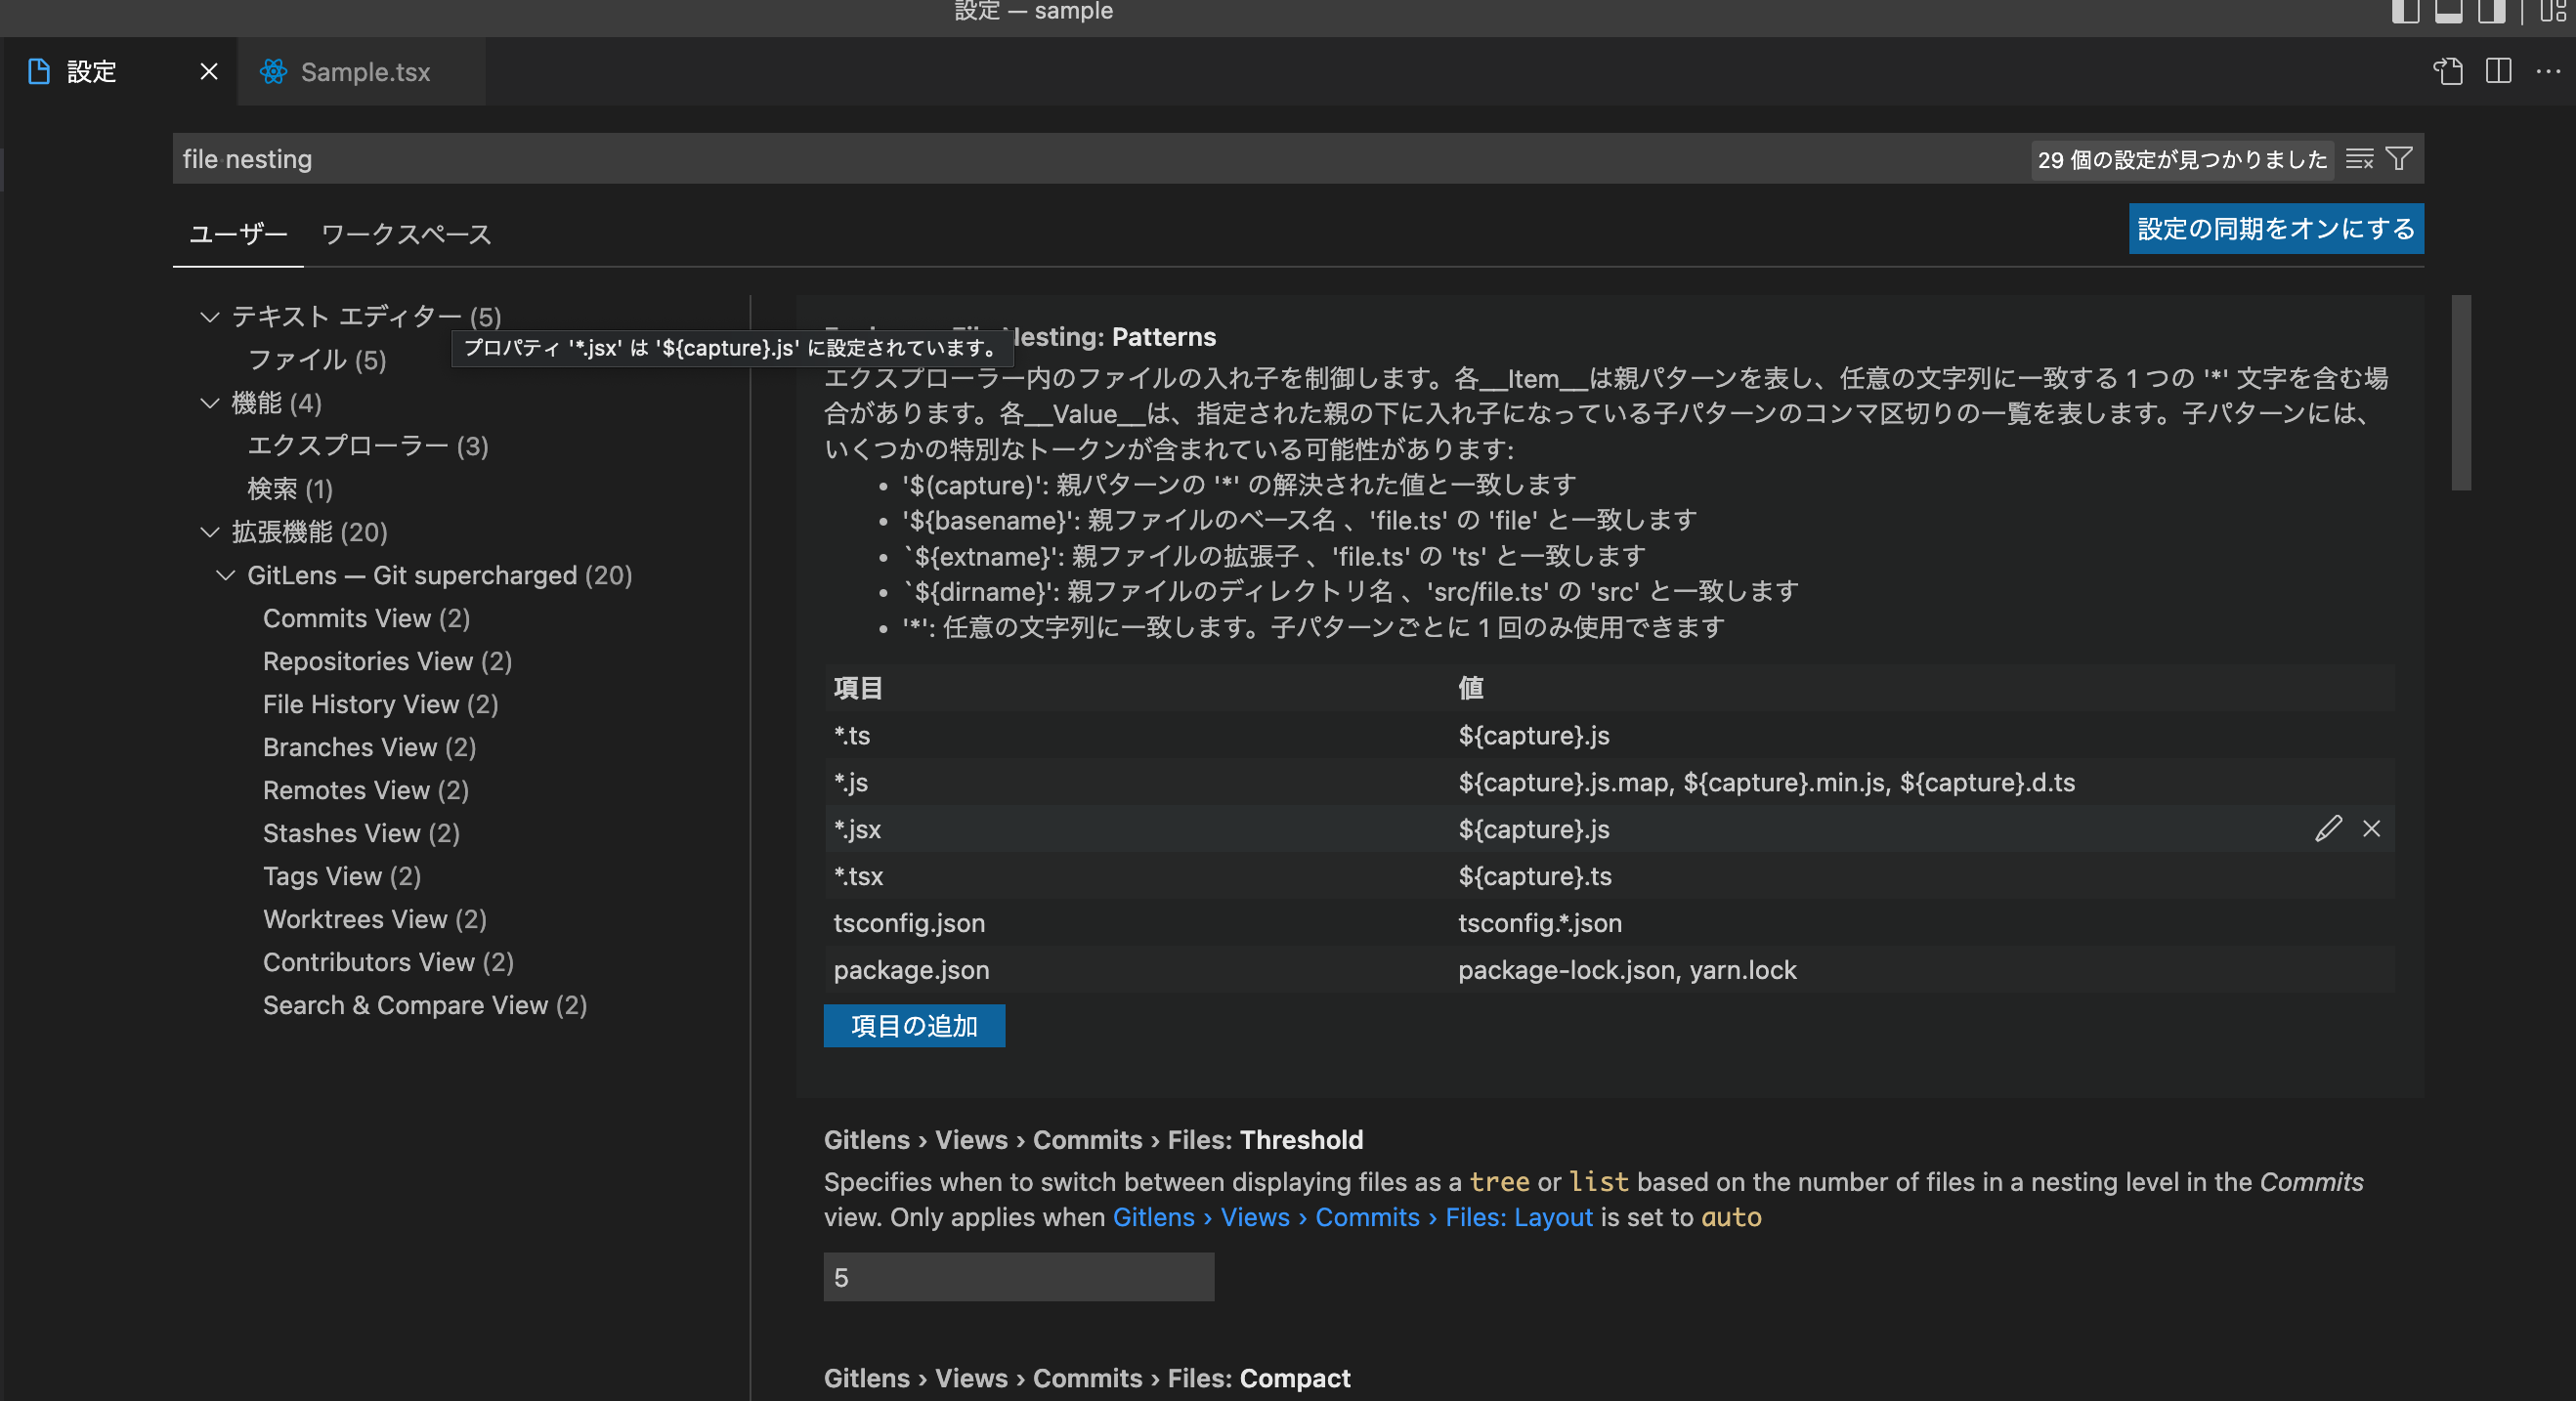 設定 — sample
設定
Sample.tsx
file nesting
29 個の設定が見つかりました
ユーザー
ワークスペース
設定の同期をオンにする
テキスト エディター (5)
ファイル (5)
機能 (4)
エクスプローラー (3)
検索 (1)
拡張機能 (20)
GitLens — Git supercharged (20)
Commits View (2)
Repositories View (2)
File History View (2)
Branches View (2)
Remotes View (2)
Stashes View (2)
Tags View (2)
Worktrees View (2)
Contributors View (2)
Search & Compare View (2)
プロパティ '*.jsx' は '${capture}.js' に設定されています。
Nesting: Patterns
エクスプローラー内のファイルの入れ子を制御します。各__Item__は親パターンを表し、任意の文字列に一致する 1 つの '*' 文字を含む場
合があります。各__Value__は、指定された親の下に入れ子になっている子パターンのコンマ区切りの一覧を表します。子パターンには、
いくつかの特別なトークンが含まれている可能性があります:
• '$(capture)': 親パターンの '*' の解決された値と一致します
• '${basename}': 親ファイルのベース名 、'file.ts' の 'file' と一致します
• `${extname}': 親ファイルの拡張子 、'file.ts' の 'ts' と一致します
• `${dirname}': 親ファイルのディレクトリ名 、'src/file.ts' の 'src' と一致します
• '*': 任意の文字列に一致します。子パターンごとに 1 回のみ使用できます
項目 値
*.ts ${capture}.js
*.js ${capture}.js.map, ${capture}.min.js, ${capture}.d.ts
*.jsx ${capture}.js
*.tsx ${capture}.ts
tsconfig.json tsconfig.*.json
package.json package-lock.json, yarn.lock
項目の追加
Gitlens › Views › Commits › Files: Threshold
Specifies when to switch between displaying files as a tree or list based on the number of files in a nesting level in the Commits
view. Only applies when Gitlens › Views › Commits › Files: Layout is set to auto
5
Gitlens › Views › Commits › Files: Compact